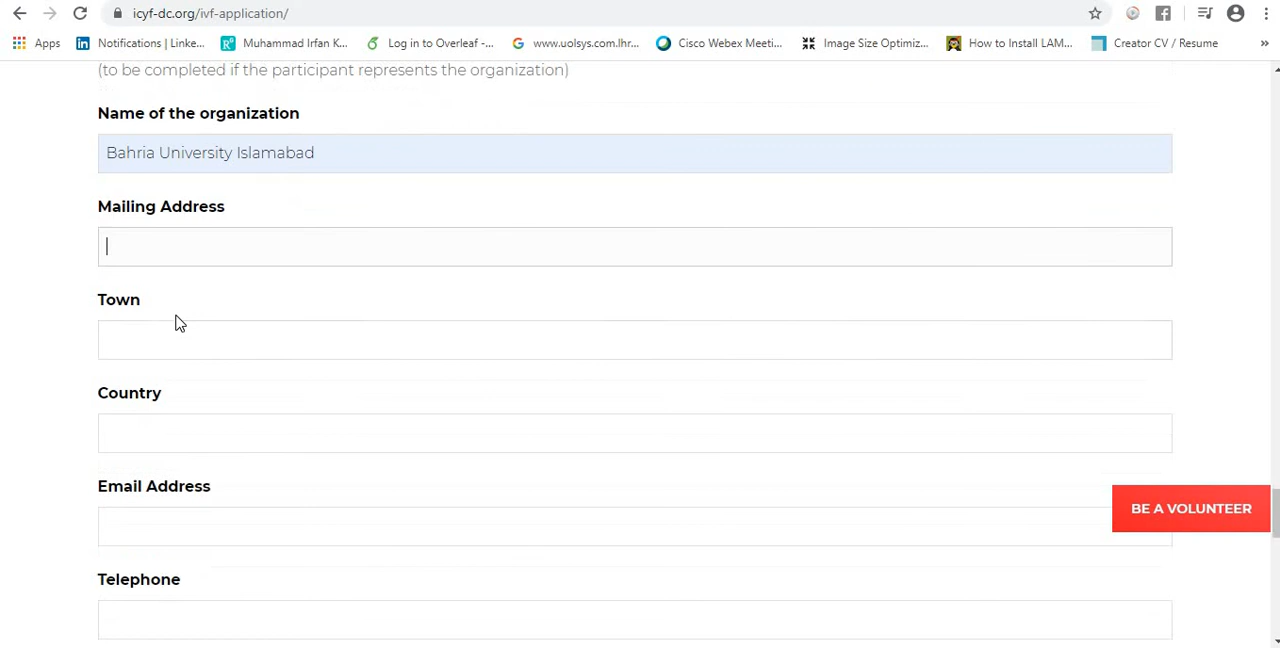 icyf-dc.org/ivf-application/
Apps
Notifications | Linke...
Muhammad Irfan K...
Log in to Overleaf -...
www.uolsys.com.lhr...
Cisco Webex Meeti...
Image Size Optimiz...
How to Install LAM...
Creator CV / Resume
»
(to be completed if the participant represents the organization)
Name of the organization
Bahria University Islamabad
Mailing Address
Town
Country
Email Address
BE A VOLUNTEER
Telephone